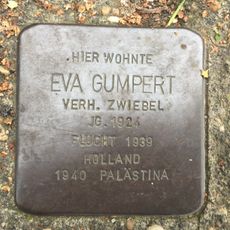 HIER WOHNTE
EVA GUMPERT
VERH. ZWIEBEL
JG. 1924
FLUCHT 1939
HOLLAND
1940 PALÄSTINA